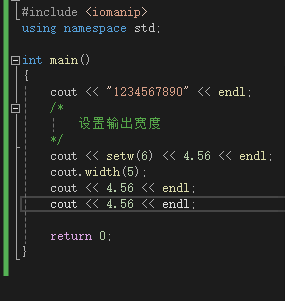 #include <iomanip>
using namespace std;
int main()
{
cout << "1234567890" << endl;
/*
设置输出宽度
*/
cout << setw(6) << 4.56 << endl;
cout.width(5);
cout << 4.56 << endl;
cout << 4.56 << endl;
return 0;
}